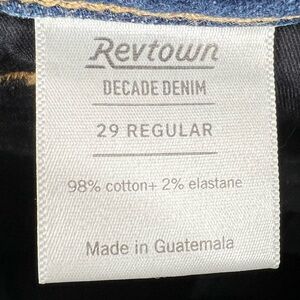 Revtown
DECADE DENIM
29 REGULAR
98% cotton+ 2% elastane
Made in Guatemala